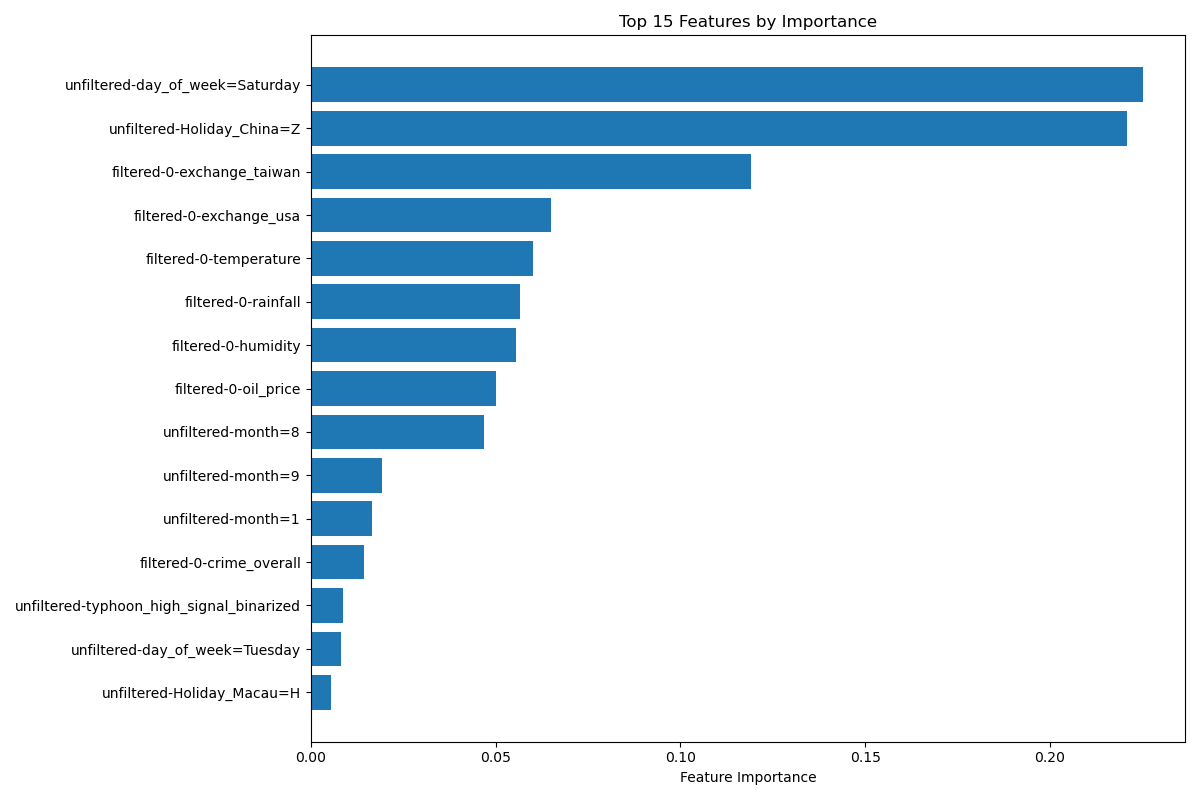 Top 15 Features by Importance
unfiltered-day_of_week=Saturday
unfiltered-Holiday_China=Z
filtered-0-exchange_taiwan
filtered-0-exchange_usa
filtered-0-temperature
filtered-0-rainfall
filtered-0-humidity
filtered-0-oil_price
unfiltered-month=8
unfiltered-month=9
unfiltered-month=1
filtered-0-crime_overall
unfiltered-typhoon_high_signal_binarized
unfiltered-day_of_week=Tuesday
unfiltered-Holiday_Macau=H
0.00 0.05 0.10 0.15 0.20
Feature Importance